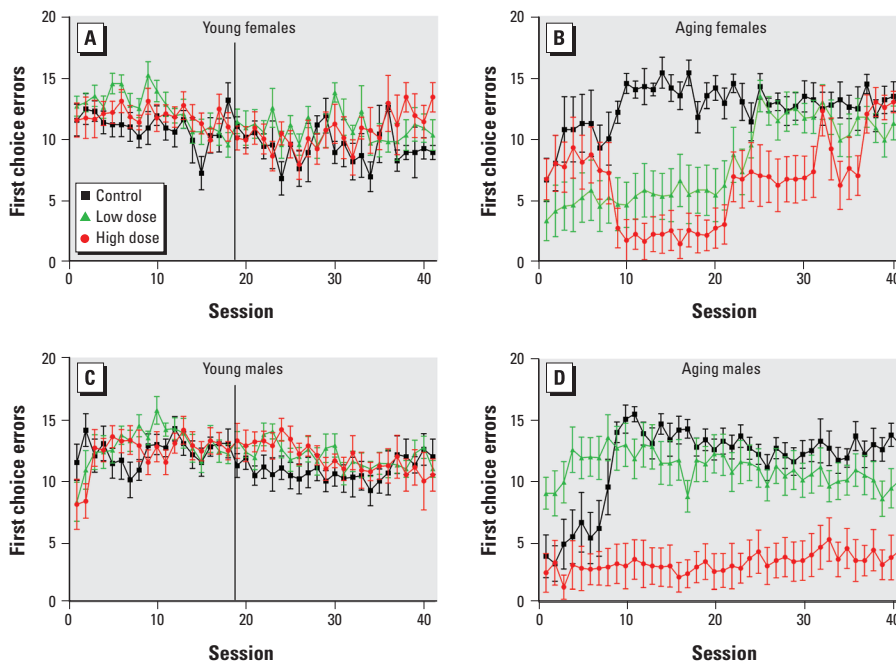 A
Young females
First choice errors
20
15
10
5
0
Control
Low dose
High dose
0
10
20
30
40
Session
B
Aging females
First choice errors
20
15
10
5
0
0
10
20
30
40
Session
C
Young males
First choice errors
20
15
10
5
0
0
10
20
30
40
Session
D
Aging males
First choice errors
20
15
10
5
0
0
10
20
30
40
Session